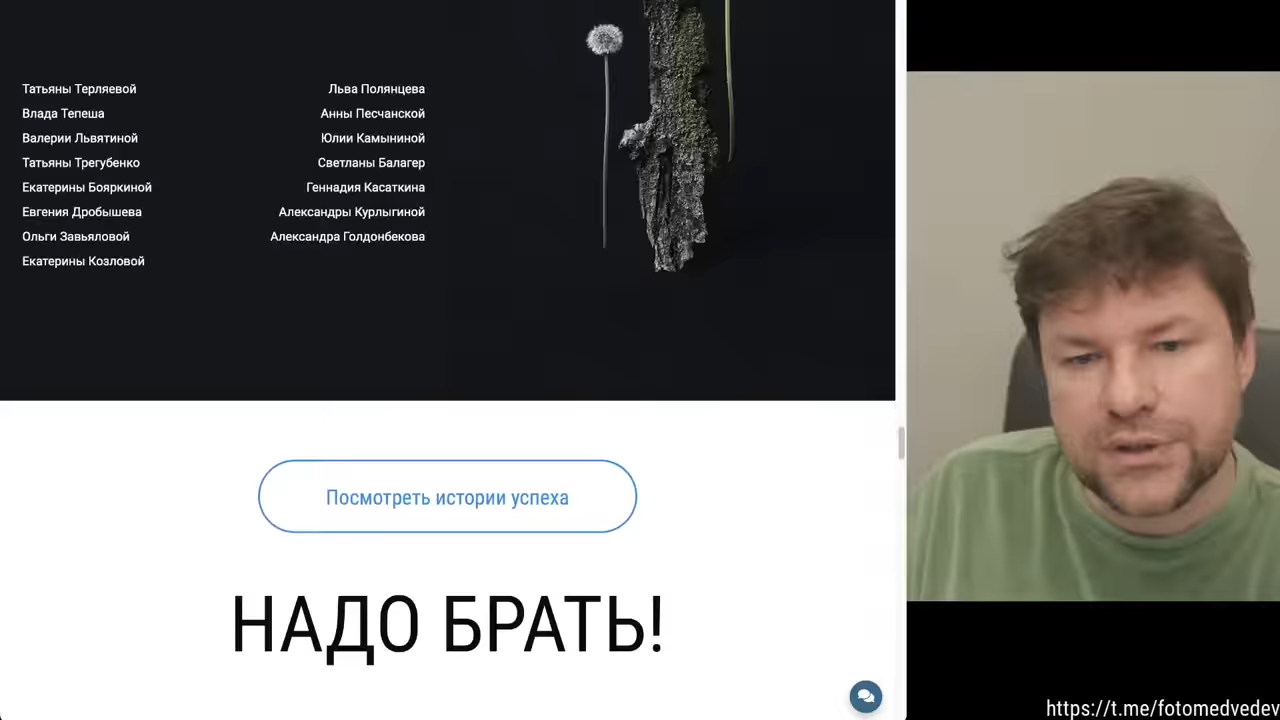 Татьяны Терляевой
Влада Тепеша
Валерии Львятиной
Татьяны Трегубенко
Екатерины Бояркиной
Евгения Дробышева
Ольги Завьяловой
Екатерины Козловой
Льва Полянцева
Анны Песчанской
Юлии Камыниной
Светланы Балагер
Геннадия Касаткина
Александры Курлыгиной
Александра Голдонбекова
Посмотреть истории успеха
НАДО БРАТЬ!
https://t.me/fotomedvedev